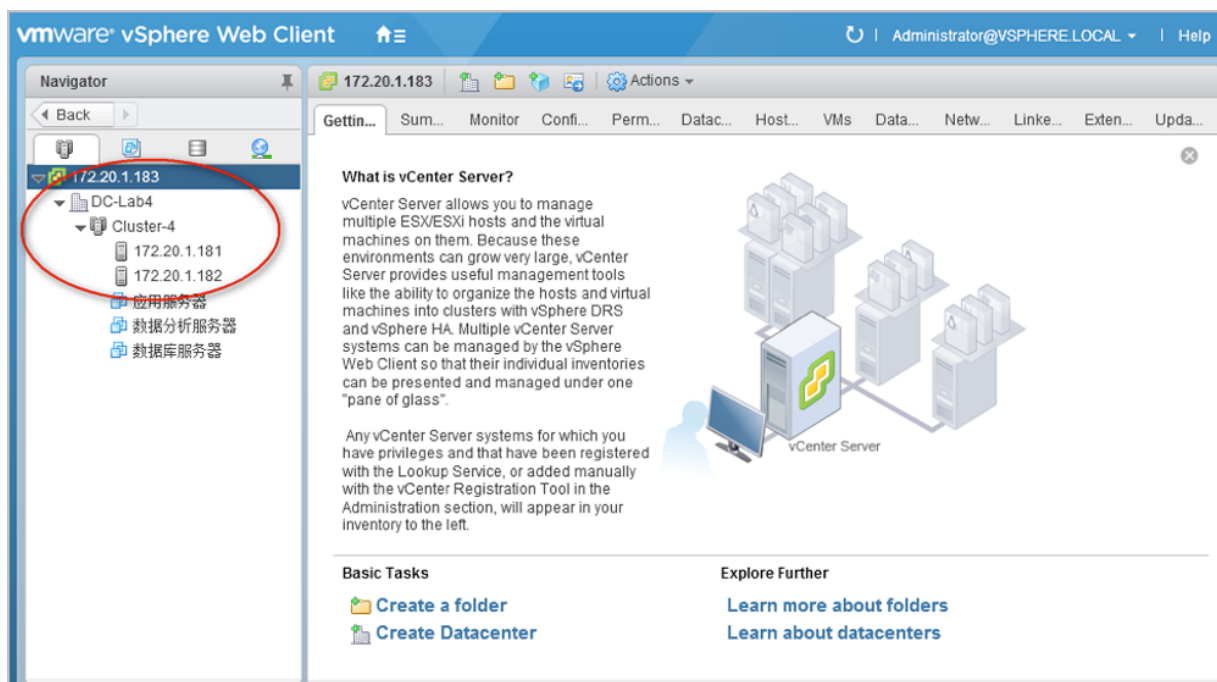 vmware® vSphere Web Client
Administrator@VSPHERE.LOCAL
Help
Navigator
Back
172.20.1.183
DC-Lab4
Cluster-4
172.20.1.181
172.20.1.182
应用服务器
数据分析服务器
数据库服务器
172.20.1.183
Actions
Gettin... Sum... Monitor Confi... Perm... Datac... Host... VMs Data... Netw... Linke... Exten... Upda...
What is vCenter Server?
vCenter Server allows you to manage
multiple ESX/ESXi hosts and the virtual
machines on them. Because these
environments can grow very large, vCenter
Server provides useful management tools
like the ability to organize the hosts and virtual
machines into clusters with vSphere DRS
and vSphere HA. Multiple vCenter Server
systems can be managed by the vSphere
Web Client so that their individual inventories
can be presented and managed under one
"pane of glass".
Any vCenter Server systems for which you
have privileges and that have been registered
with the Lookup Service, or added manually
with the vCenter Registration Tool in the
Administration section, will appear in your
inventory to the left.
vCenter Server
Basic Tasks
Create a folder
Create Datacenter
Explore Further
Learn more about folders
Learn about datacenters